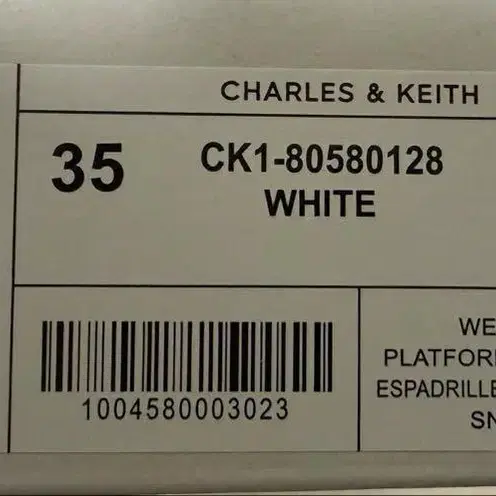 CHARLES & KEITH
35
CK1-80580128
WHITE
1004580003023
WE
PLATFOR
ESPADRILLE
SN